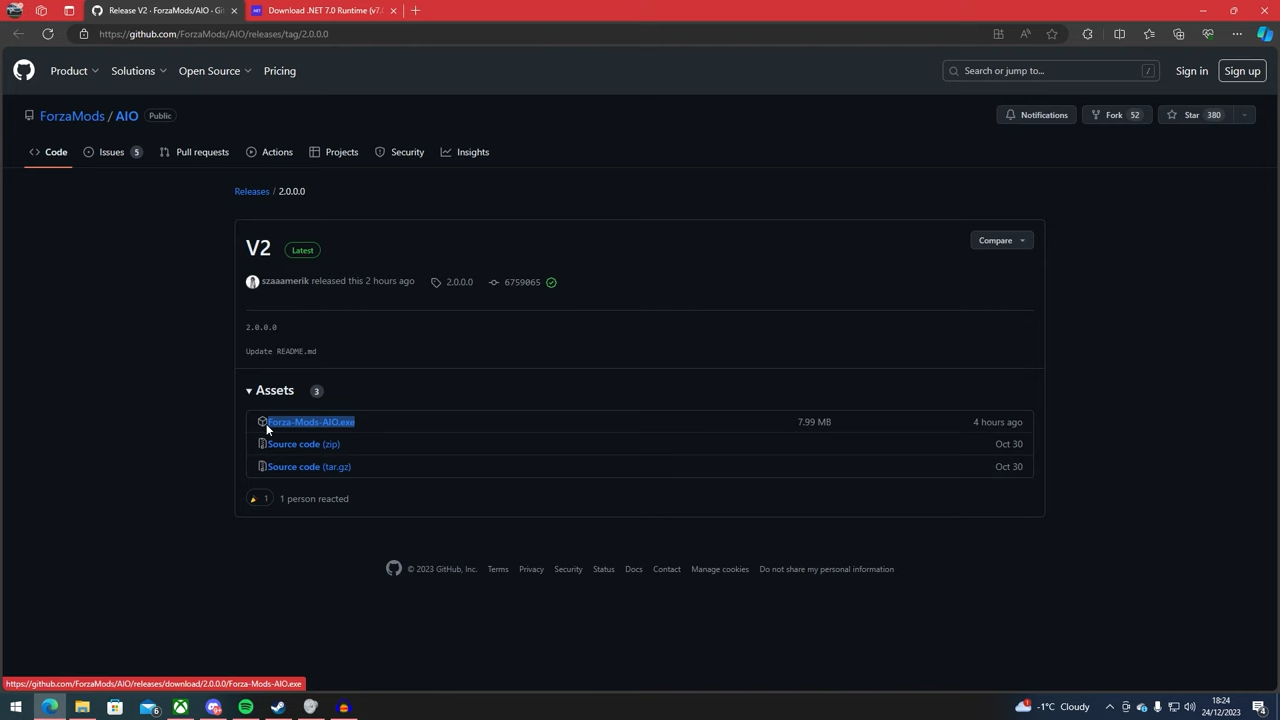 Release V2 · ForzaMods/AIO · Git
Download .NET 7.0 Runtime (v7.0
https://github.com/ForzaMods/AIO/releases/tag/2.0.0.0
Product
Solutions
Open Source
Pricing
Search or jump to...
/
Sign in
Sign up
ForzaMods / AIO
Public
Notifications
Fork 52
Star 380
Code
Issues 5
Pull requests
Actions
Projects
Security
Insights
Releases / 2.0.0.0
V2
Latest
Compare
szaaamerik released this 2 hours ago
2.0.0.0
6759065
2.0.0.0
Update README.md
Assets 3
Forza-Mods-AIO.exe
7.99 MB
4 hours ago
Source code (zip)
Oct 30
Source code (tar.gz)
Oct 30
1
1 person reacted
© 2023 GitHub, Inc.
Terms
Privacy
Security
Status
Docs
Contact
Manage cookies
Do not share my personal information
https://github.com/ForzaMods/AIO/releases/download/2.0.0.0/Forza-Mods-AIO.exe
6
1
-1°C Cloudy
18:24
24/12/2023
4